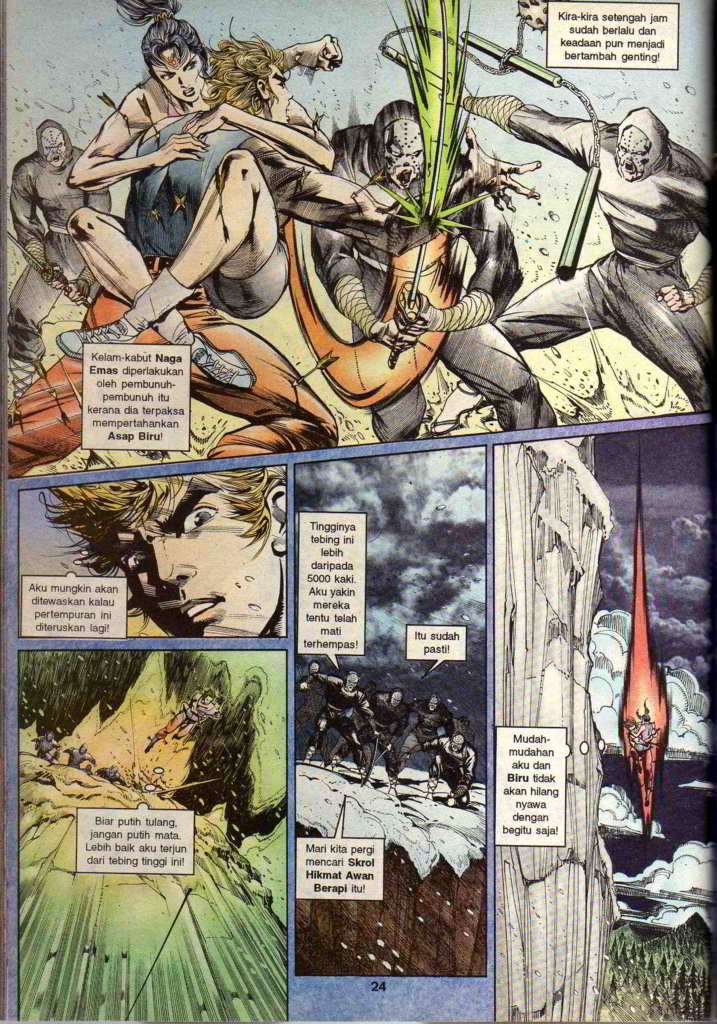 Kira-kira setengah jam
sudah berlalu dan
keadaan pun menjadi
bertambah genting!
Kelam-kabut Naga
Emas diperlakukan
oleh pembunuh-
pembunuh itu
kerana dia terpaksa
mempertahankan
Asap Biru!
Aku mungkin akan
ditewaskan kalau
pertempuran ini
diteruskan lagi!
Biar putih tulang,
jangan putih mata.
Lebih baik aku terjun
dari tebing tinggi ini!
Tingginya
tebing ini
lebih
daripada
5000 kaki.
Aku yakin
mereka
tentu telah
mati
terhempas!
Itu sudah
pasti!
Mari kita pergi
mencari Skrol
Hikmat Awan
Berapi itu!
Mudah-
mudahan
aku dan
Biru tidak
akan hilang
nyawa
dengan
begitu saja!
24